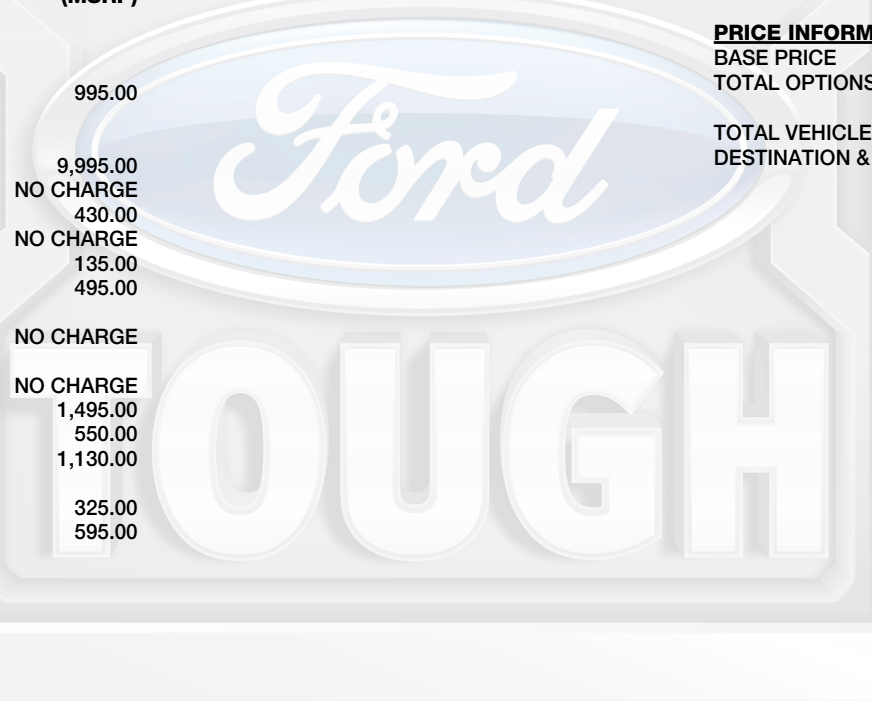 (MSRP)
995.00
9,995.00
NO CHARGE
430.00
NO CHARGE
135.00
495.00
NO CHARGE
NO CHARGE
1,495.00
550.00
1,130.00
325.00
595.00
PRICE INFORM
BASE PRICE
TOTAL OPTIONS
TOTAL VEHICLE
DESTINATION &
Ford
TOUGH